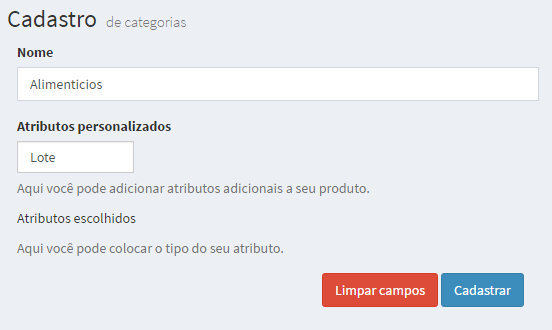 Cadastro de categorias
Nome
Alimenticios
Atributos personalizados
Lote
Aqui você pode adicionar atributos adicionais a seu produto.
Atributos escolhidos
Aqui você pode colocar o tipo do seu atributo.
Limpar campos Cadastrar